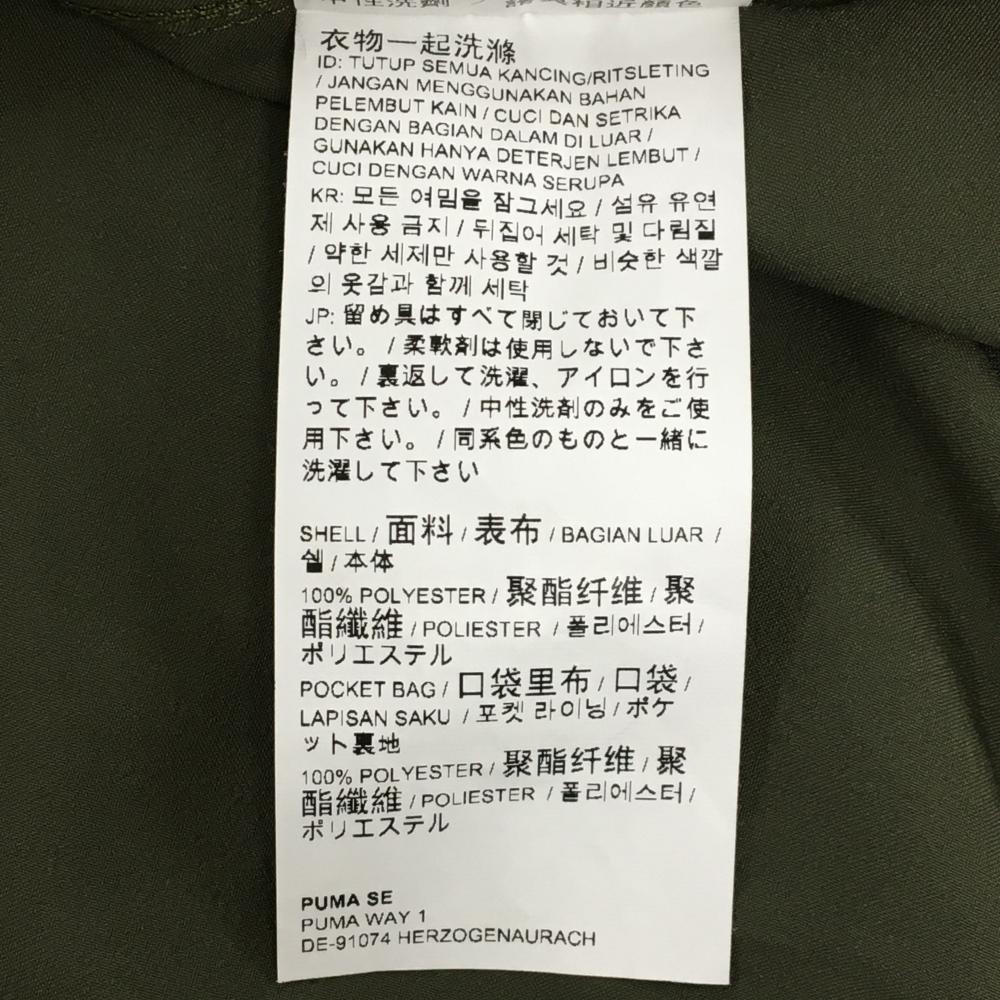 中性洗劑 / 請與相近顏色
衣物一起洗滌
ID: TUTUP SEMUA KANCING/RITSLETING
/ JANGAN MENGGUNAKAN BAHAN
PELEMBUT KAIN / CUCI DAN SETRIKA
DENGAN BAGIAN DALAM DI LUAR /
GUNAKAN HANYA DETERJEN LEMBUT /
CUCI DENGAN WARNA SERUPA
KR: 모든 여밈을 잠그세요 / 섬유 유연
제 사용 금지 / 뒤집어 세탁 및 다림질
/ 약한 세제만 사용할 것 / 비슷한 색깔
의 옷감과 함께 세탁
JP: 留め具はすべて閉じておいて下
さい。 / 柔軟剤は使用しないで下さ
い。 / 裏返して洗濯、アイロンを行
って下さい。 / 中性洗剤のみをご使
用下さい。 / 同系色のものと一緒に
洗濯して下さい
SHELL / 面料 / 表布 / BAGIAN LUAR /
쉘 / 本体
100% POLYESTER / 聚酯纤维 / 聚
酯纖維 / POLIESTER / 폴리에스터 /
ポリエステル
POCKET BAG / 口袋里布 / 口袋 /
LAPISAN SAKU / 포켓 라이닝 / ポケ
ット裏地
100% POLYESTER / 聚酯纤维 / 聚
酯纖維 / POLIESTER / 폴리에스터 /
ポリエステル
PUMA SE
PUMA WAY 1
DE-91074 HERZOGENAURACH